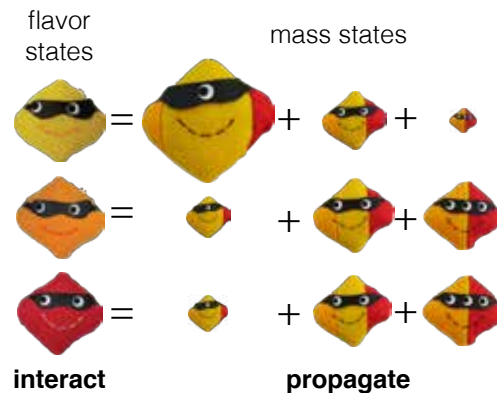 flavor
states
mass states
= + +
= + +
= + +
interact
propagate